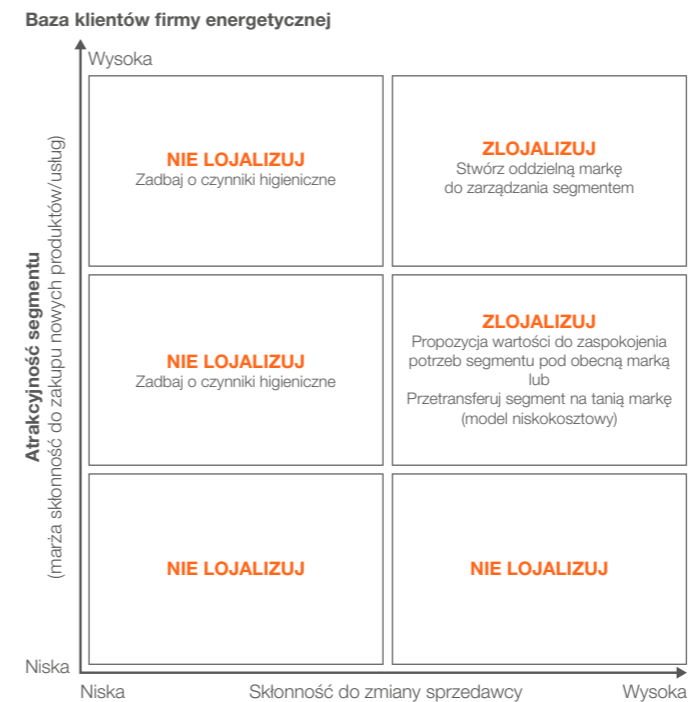 Baza klientów firmy energetycznej
Wysoka
NIE LOJALIZUJ
Zadbaj o czynniki higieniczne
ZLOJALIZUJ
Stwórz oddzielną markę
do zarządzania segmentem
Atrakcyjność segmentu
(marża skłonność do zakupu nowych produktów/usług)
NIE LOJALIZUJ
Zadbaj o czynniki higieniczne
ZLOJALIZUJ
Propozycja wartości do zaspokojenia
potrzeb segmentu pod obecną marką
lub
Przetransferuj segment na tanią markę
(model niskokosztowy)
NIE LOJALIZUJ
NIE LOJALIZUJ
Niska
Niska
Skłonność do zmiany sprzedawcy
Wysoka